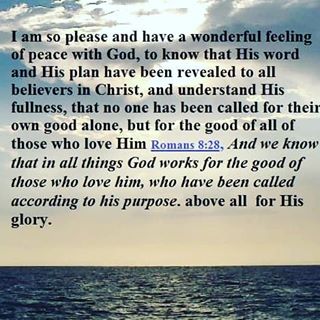 I am so please and have a wonderful feeling
of peace with God, to know that His word
and His plan have been revealed to all
believers in Christ, and understand His
fullness, that no one has been called for their
own good alone, but for the good of all of
those who love Him Romans 8:28, And we know
that in all things God works for the good of
those who love him, who have been called
according to his purpose. above all for His
glory.